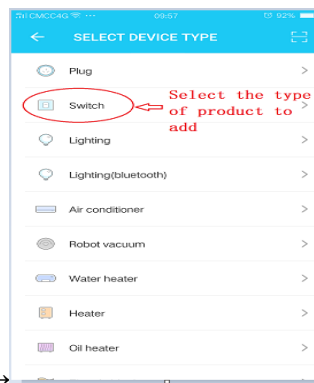 CMCC4G 09:57 92%
SELECT DEVICE TYPE
Plug
Switch
Select the type
of product to
add
Lighting
Lighting(bluetooth)
Air conditioner
Robot vacuum
Water heater
Heater
Oil heater